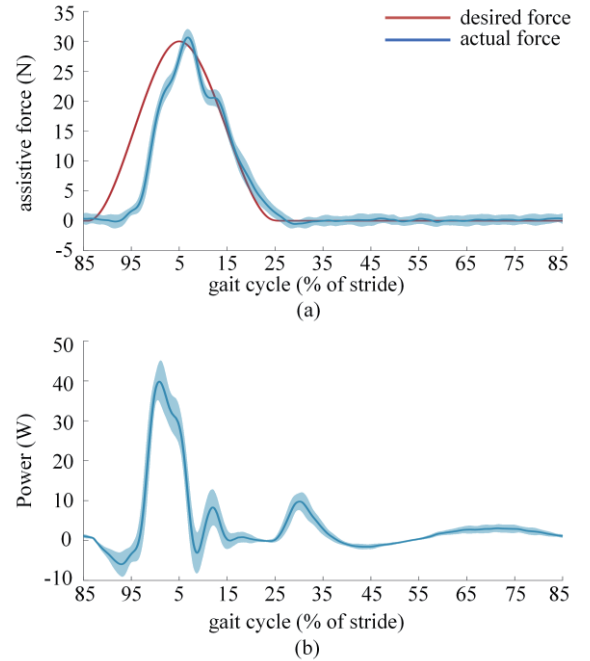 desired force
actual force
assistive force (N)
35
30
25
20
15
10
5
0
-5
85 95 5 15 25 35 45 55 65 75 85
gait cycle (% of stride)
(a)
Power (W)
50
40
30
20
10
0
-10
85 95 5 15 25 35 45 55 65 75 85
gait cycle (% of stride)
(b)